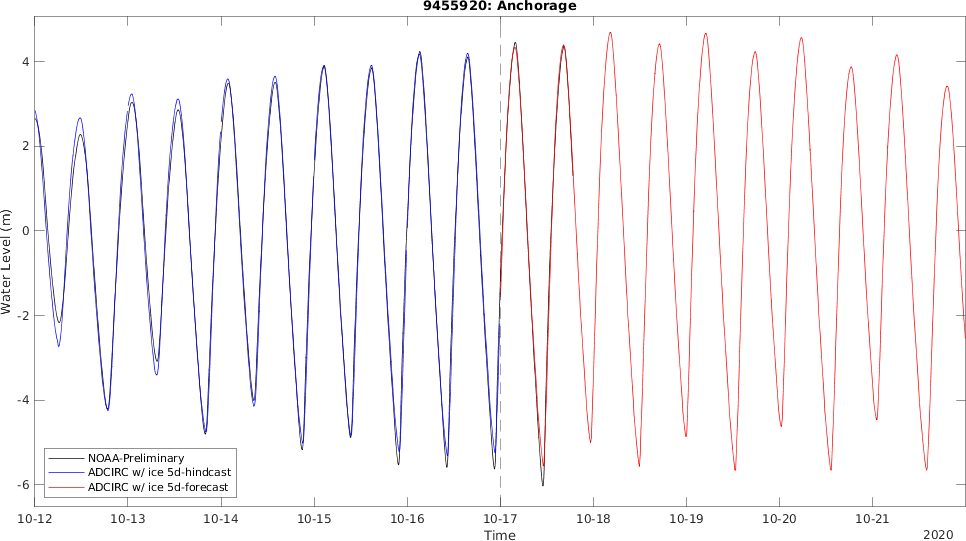 9455920: Anchorage
Water Level (m)
4
2
0
-2
-4
-6
NOAA-Preliminary
ADCIRC w/ ice 5d-hindcast
ADCIRC w/ ice 5d-forecast
10-12 10-13 10-14 10-15 10-16 10-17 10-18 10-19 10-20 10-21
Time
2020